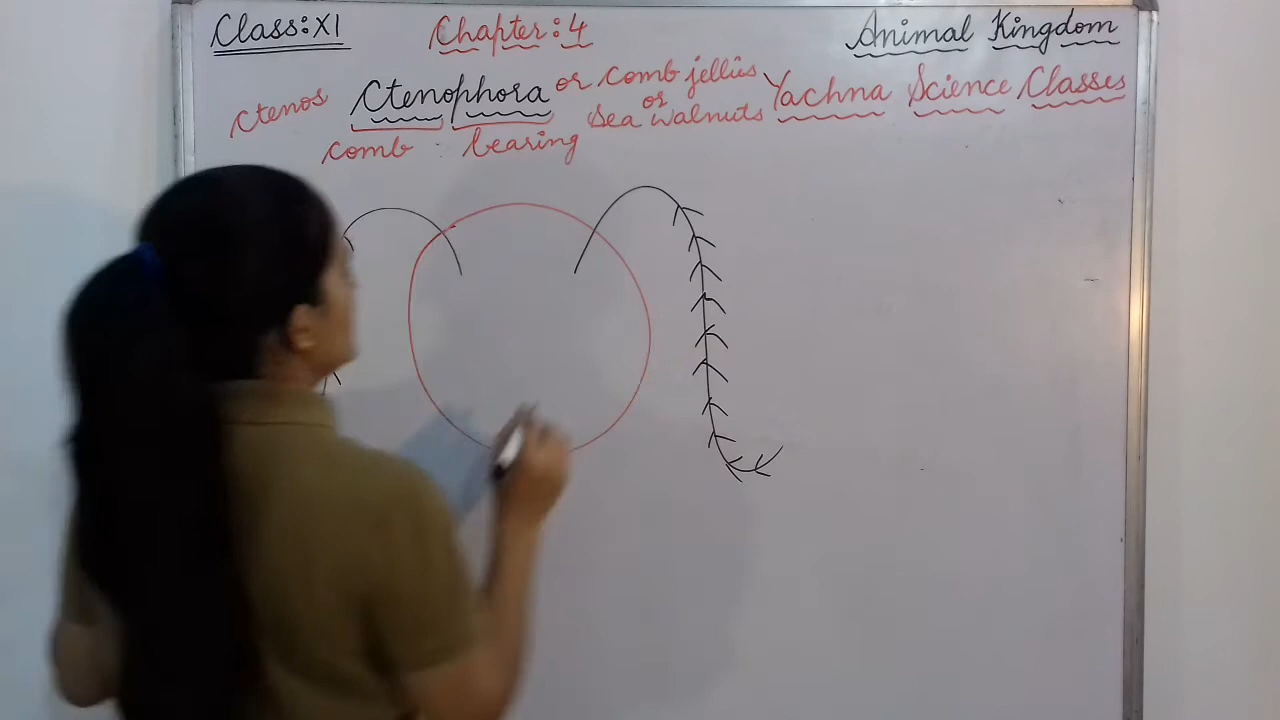 Class:XI Chapter:4 Animal Kingdom
ctenos Ctenophora or Comb jellies Yachna Science Classes
or
Sea walnuts
comb : bearing